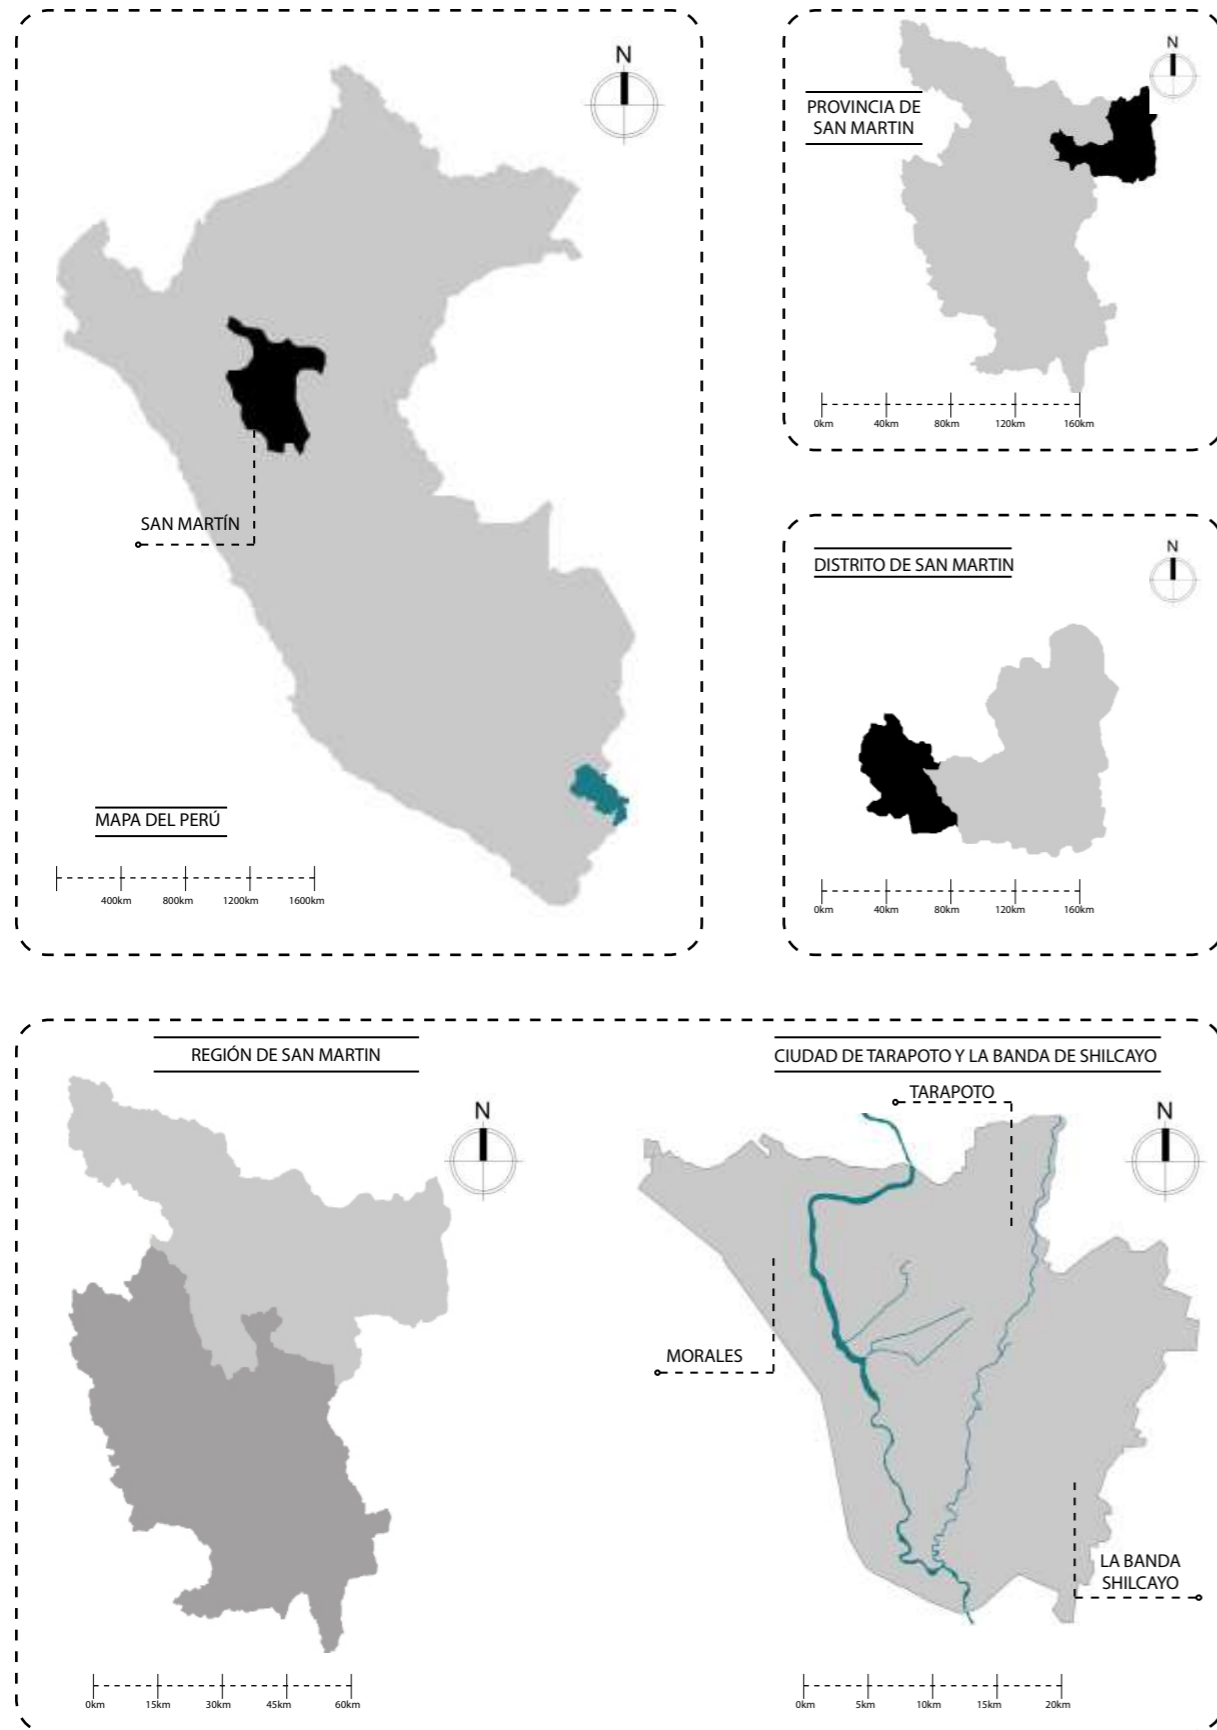 N
SAN MARTÍN
MAPA DEL PERÚ
400km 800km 1200km 1600km
N
PROVINCIA DE
SAN MARTIN
0km 40km 80km 120km 160km
N
DISTRITO DE SAN MARTIN
0km 40km 80km 120km 160km
REGIÓN DE SAN MARTIN
N
0km 15km 30km 45km 60km
CIUDAD DE TARAPOTO Y LA BANDA DE SHILCAYO
TARAPOTO
N
MORALES
LA BANDA
SHILCAYO
0km 5km 10km 15km 20km